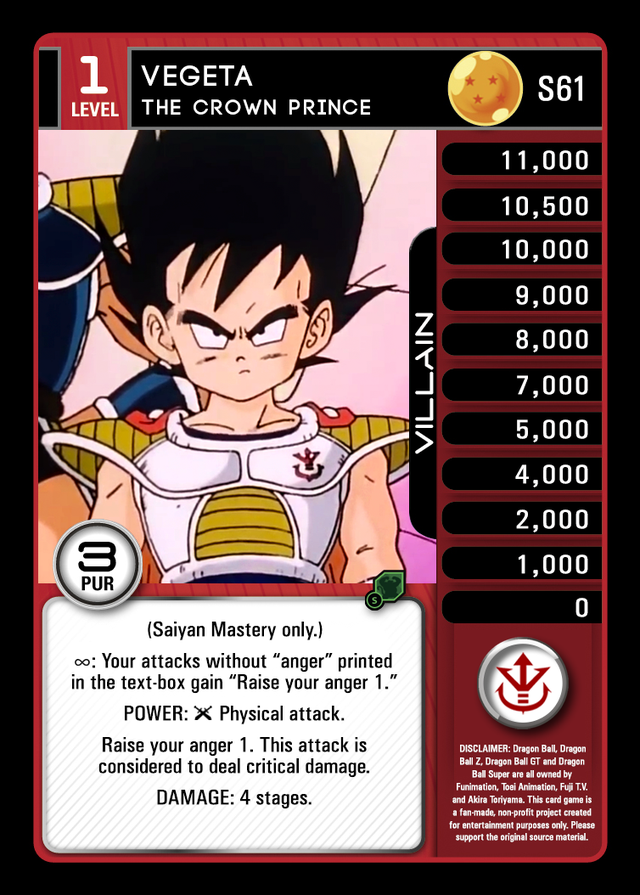 1
LEVEL
VEGETA
THE CROWN PRINCE
S61
11,000
10,500
10,000
9,000
8,000
7,000
5,000
4,000
2,000
1,000
0
VILLAIN
3
PUR
S
(Saiyan Mastery only.)
∞: Your attacks without “anger” printed
in the text-box gain “Raise your anger 1.”
POWER: Physical attack.
Raise your anger 1. This attack is
considered to deal critical damage.
DAMAGE: 4 stages.
DISCLAIMER: Dragon Ball, Dragon
Ball Z, Dragon Ball GT and Dragon
Ball Super are all owned by
Funimation, Toei Animation, Fuji T.V.
and Akira Toriyama. This card game is
a fan-made, non-profit project created
for entertainment purposes only. Please
support the original source material.